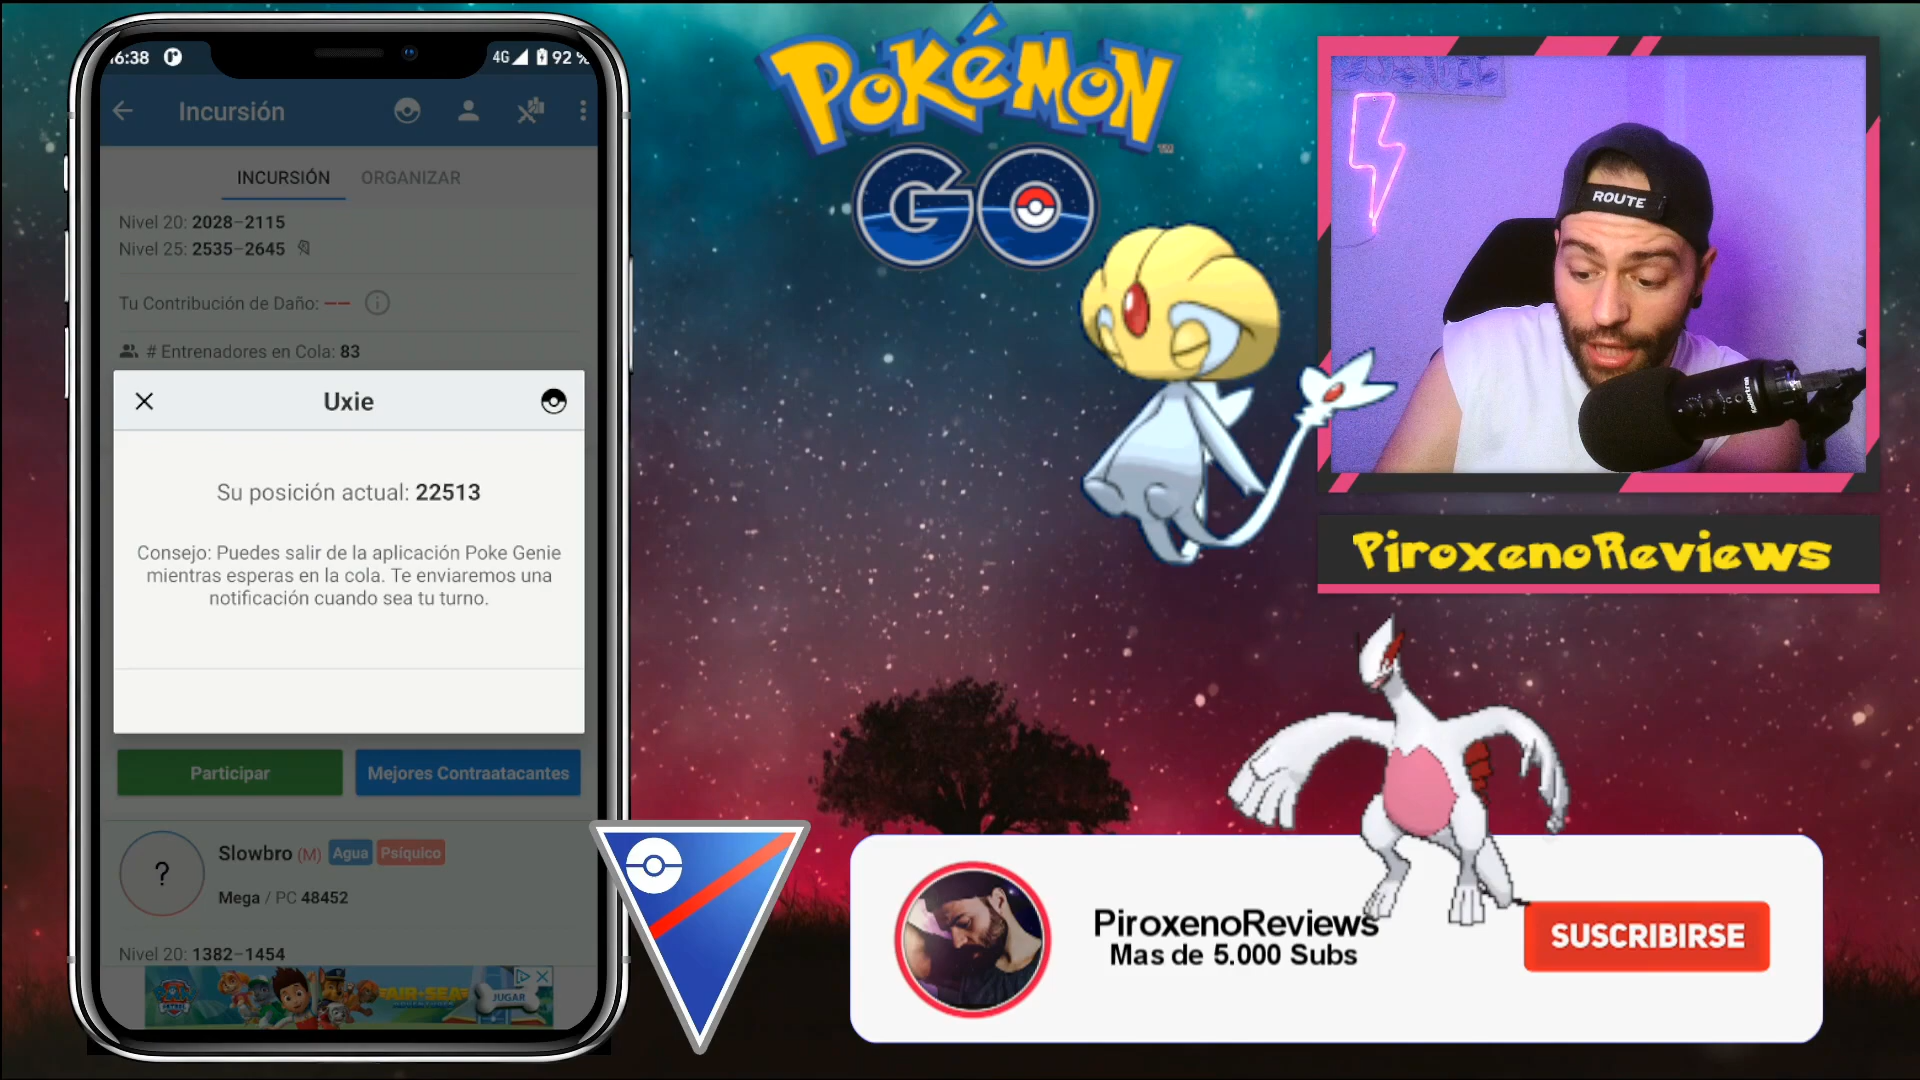 16:38
4G 92 %
Incursión
INCURSIÓN ORGANIZAR
Nivel 20: 2028–2115
Nivel 25: 2535–2645
Tu Contribución de Daño: ––
# Entrenadores en Cola: 83
Uxie
Su posición actual: 22513
Consejo: Puedes salir de la aplicación Poke Genie
mientras esperas en la cola. Te enviaremos una
notificación cuando sea tu turno.
Participar
Mejores Contraatacantes
?
Slowbro (M) Agua Psíquico
Mega / PC 48452
Nivel 20: 1382–1454
JUGAR
POKÉMON
TM
GO
ROUTE
PiroxenoReviews
PiroxenoReviews
Mas de 5.000 Subs
SUSCRIBIRSE